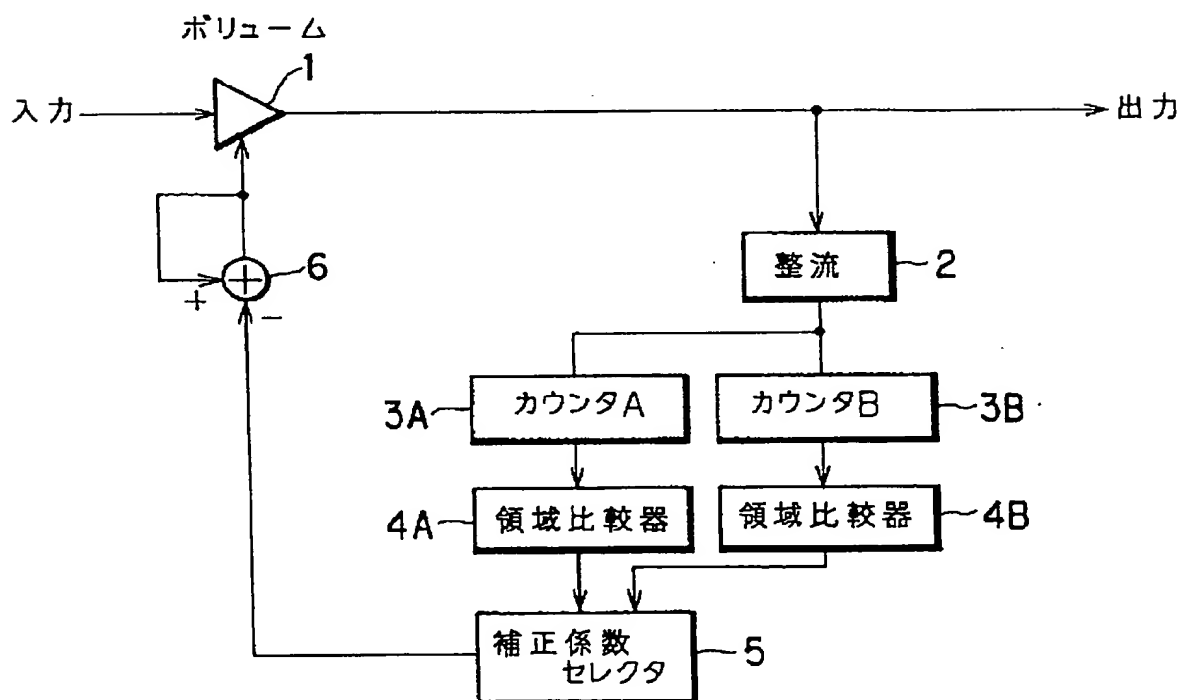 ボリューム
1
入力
出力
6
+
−
整流
2
カウンタA
3A
カウンタB
3B
領域比較器
4A
領域比較器
4B
補正係数
セレクタ
5